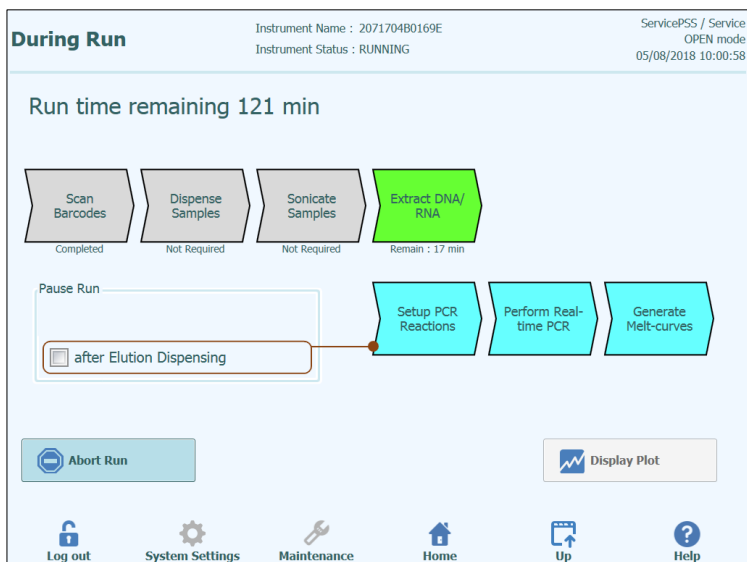 During Run
Instrument Name : 2071704B0169E
Instrument Status : RUNNING
ServicePSS / Service
OPEN mode
05/08/2018 10:00:58
Run time remaining 121 min
Scan
Barcodes
Completed
Dispense
Samples
Not Required
Sonicate
Samples
Not Required
Extract DNA/
RNA
Remain : 17 min
Pause Run
after Elution Dispensing
Setup PCR
Reactions
Perform Real-
time PCR
Generate
Melt-curves
Abort Run
Display Plot
Log out
System Settings
Maintenance
Home
Up
Help